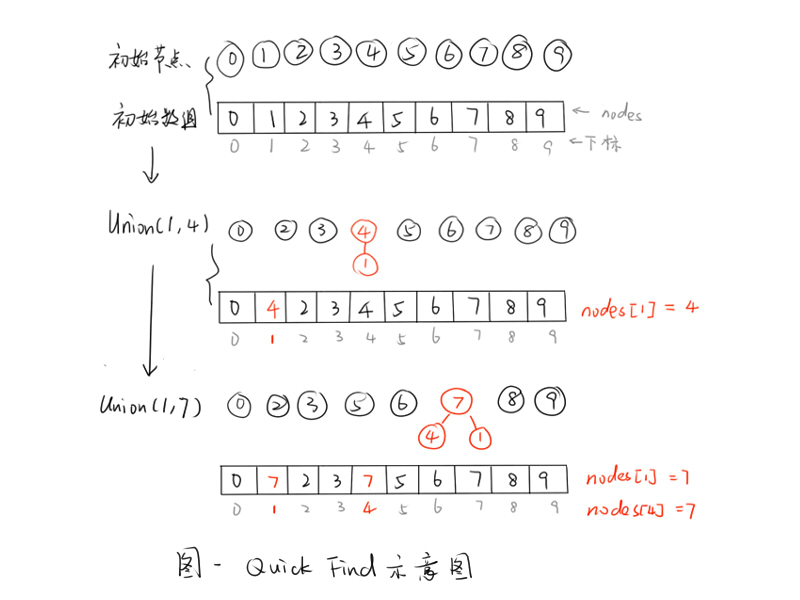 初始节点 0 1 2 3 4 5 6 7 8 9
初始数组 0 1 2 3 4 5 6 7 8 9 ← nodes
0 1 2 3 4 5 6 7 8 9 ← 下标
Union(1,4) 0 2 3 4 5 6 7 8 9
1
0 4 2 3 4 5 6 7 8 9 nodes[1] = 4
0 1 2 3 4 5 6 7 8 9
Union(1,7) 0 2 3 5 6 7 8 9
4 1
0 7 2 3 7 5 6 7 8 9 nodes[1] = 7
0 1 2 3 4 5 6 7 8 9 nodes[4] = 7
图 - Quick Find 示意图